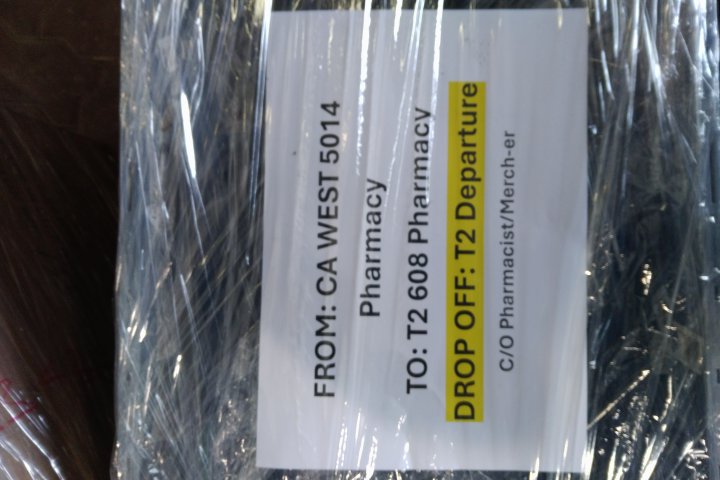 FROM: CA WEST 5014
Pharmacy
TO: T2 608 Pharmacy
DROP OFF: T2 Departure
C/O Pharmacist/Merch-er